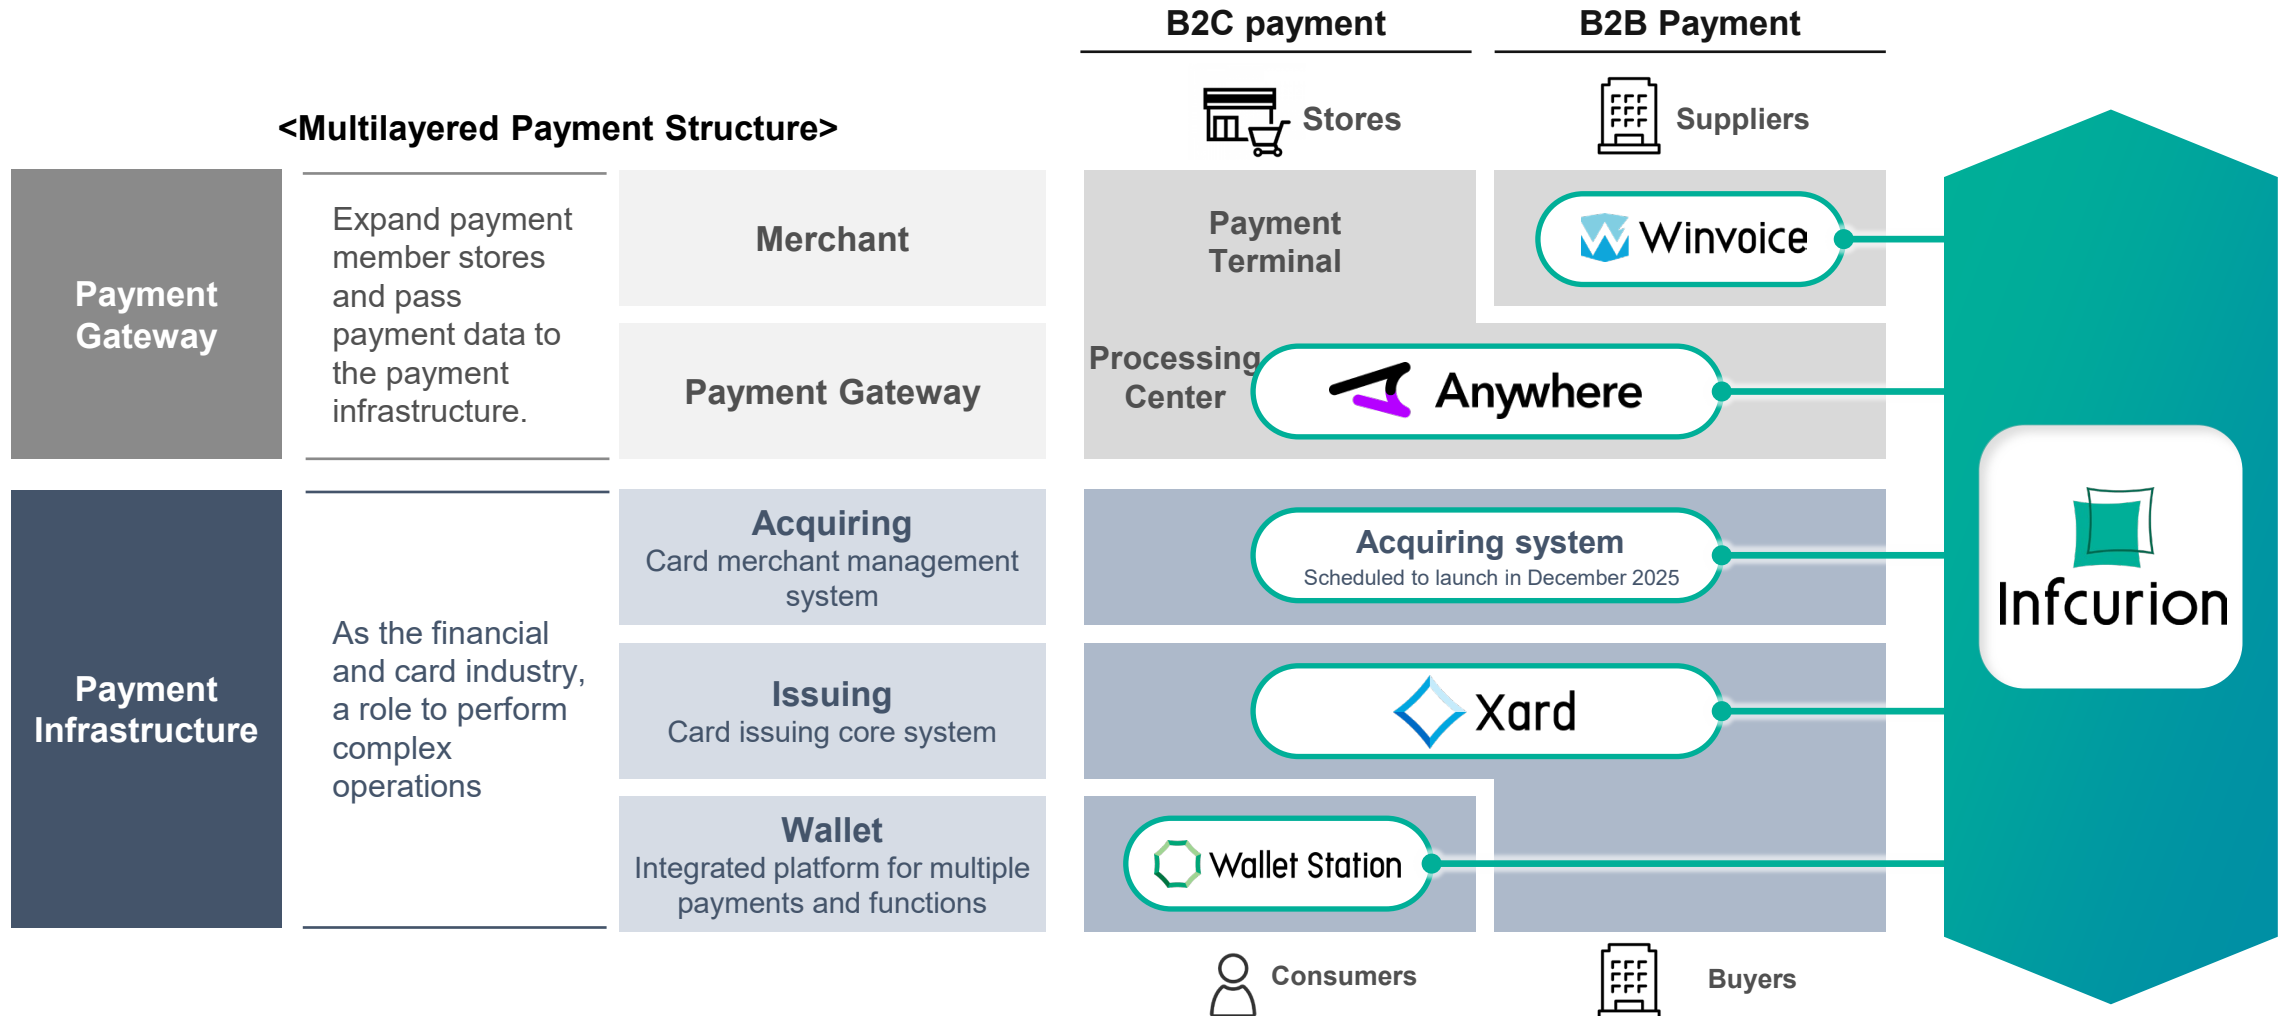 B2C payment
B2B Payment
Stores
Suppliers
<Multilayered Payment Structure>
Payment
Gateway
Expand payment
member stores
and pass
payment data to
the payment
infrastructure.
Merchant
Payment
Terminal
Winvoice
Payment Gateway
Processing
Center
Anywhere
Payment
Infrastructure
As the financial
and card industry,
a role to perform
complex
operations
Acquiring
Card merchant management
system
Acquiring system
Scheduled to launch in December 2025
Issuing
Card issuing core system
Xard
Wallet
Integrated platform for multiple
payments and functions
Wallet Station
Infcurion
Consumers
Buyers